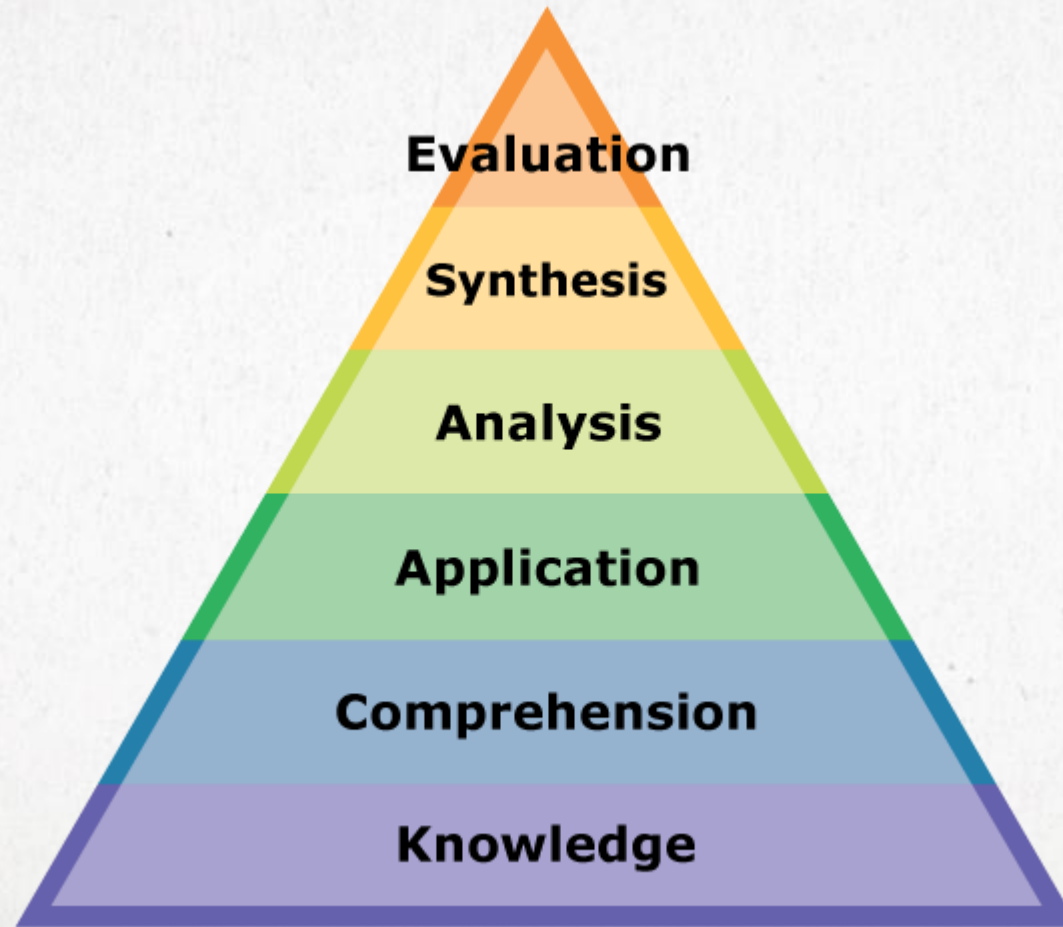 Evaluation
Synthesis
Analysis
Application
Comprehension
Knowledge